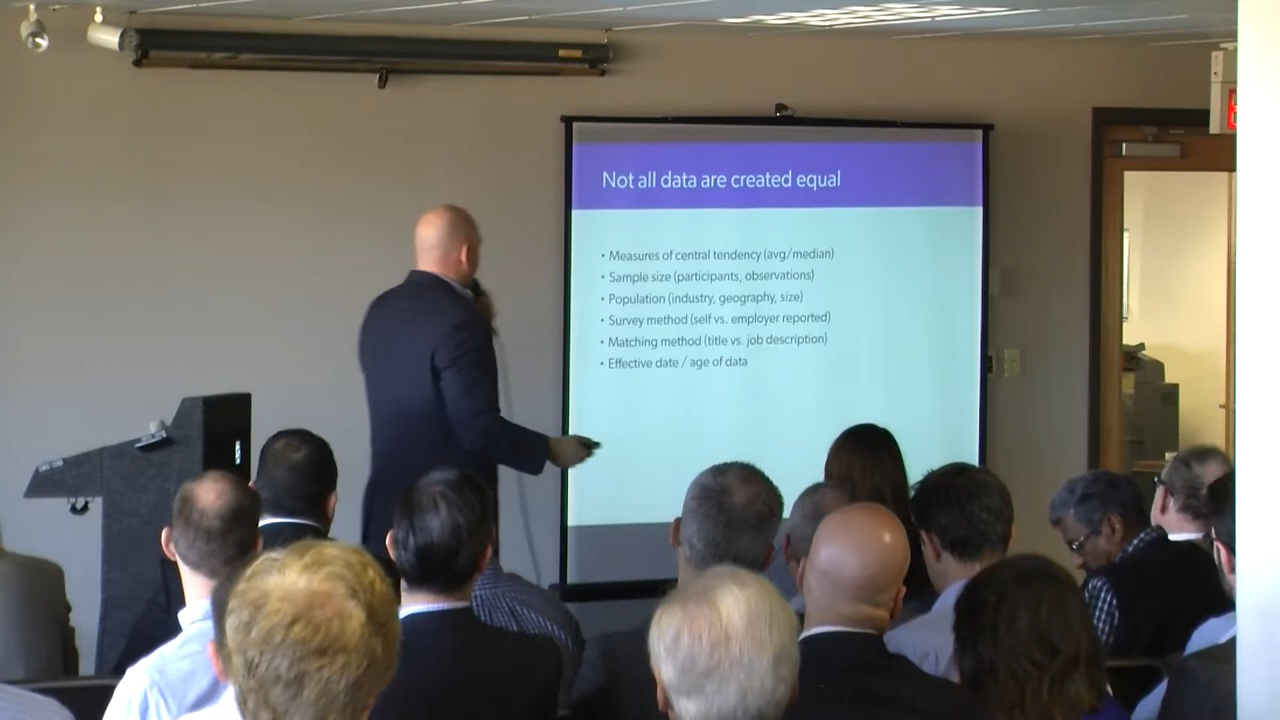 Not all data are created equal
• Measures of central tendency (avg/median)
• Sample size (participants, observations)
• Population (industry, geography, size)
• Survey method (self vs. employer reported)
• Matching method (title vs. job description)
• Effective date / age of data